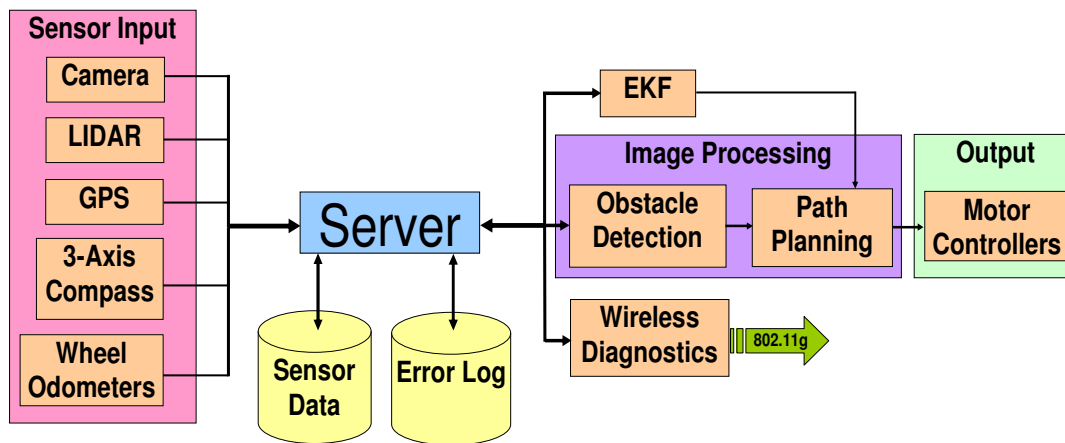 Sensor Input
Camera
LIDAR
GPS
3-Axis
Compass
Wheel
Odometers
Server
Sensor
Data
Error Log
EKF
Image Processing
Obstacle
Detection
Path
Planning
Wireless
Diagnostics
802.11g
Output
Motor
Controllers